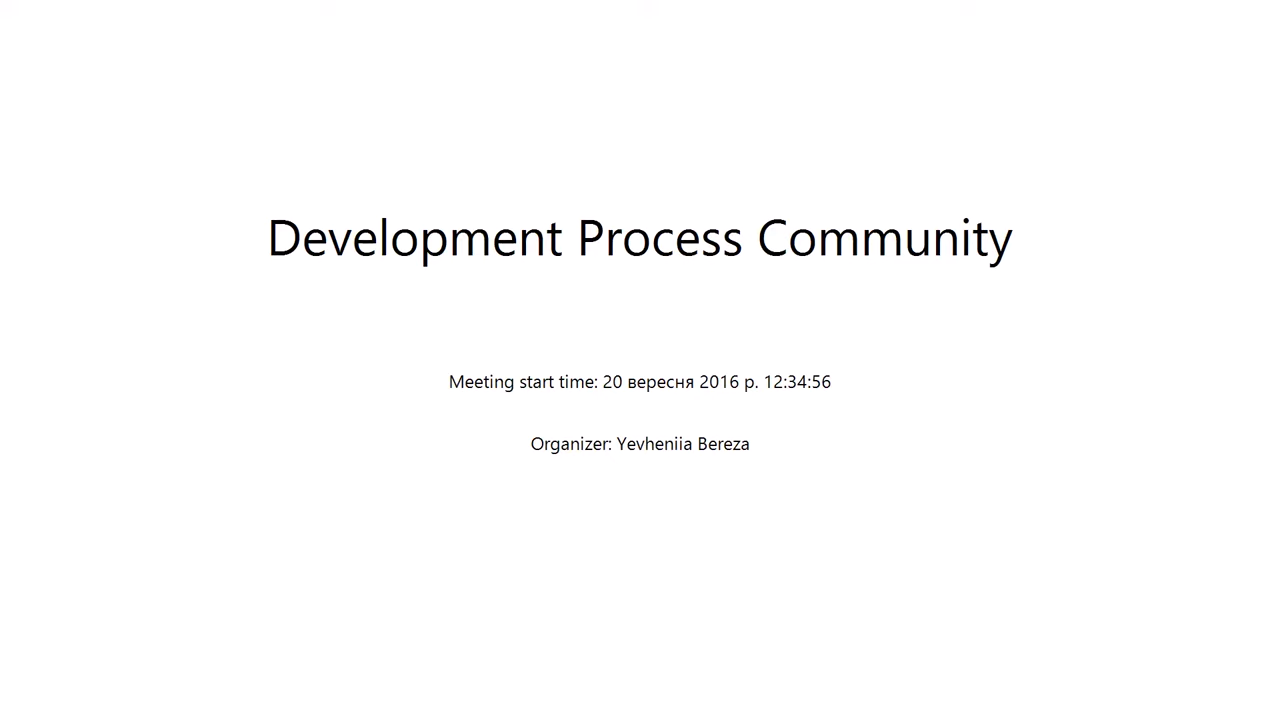 Development Process Community
Meeting start time: 20 вересня 2016 р. 12:34:56
Organizer: Yevheniia Bereza